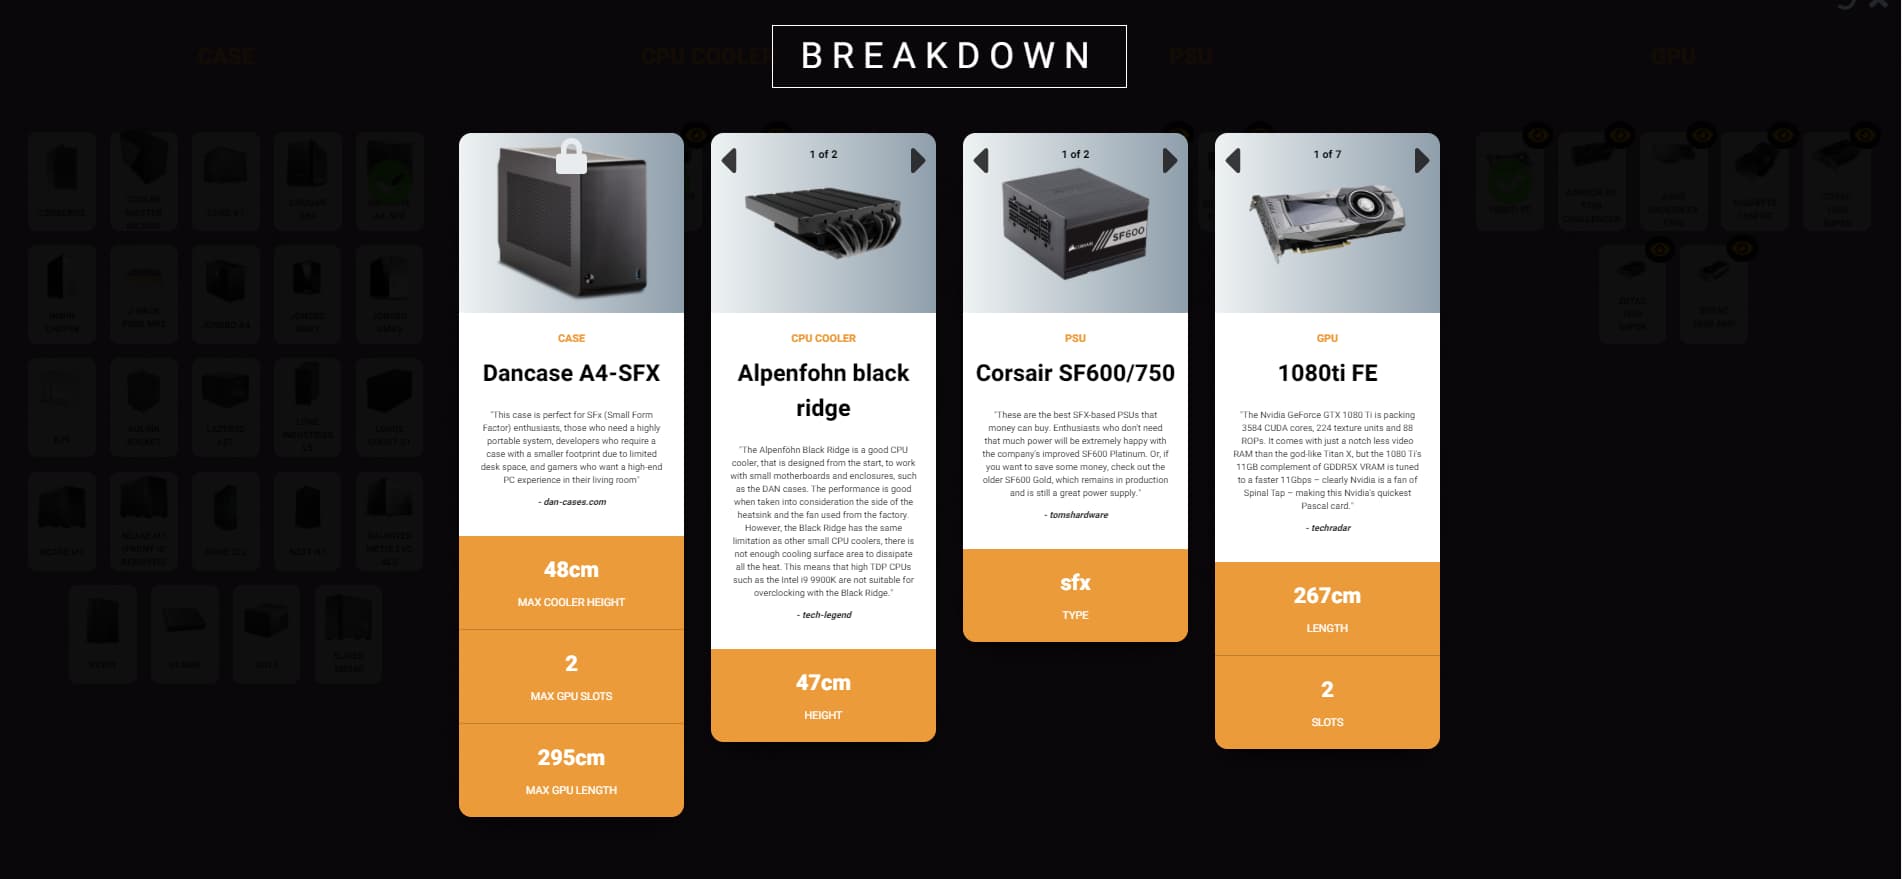 BREAKDOWN
CASE
CPU COOLER
PSU
GPU
1 of 2
1 of 2
1 of 7
CORSAIR SF600
CASE
Dancase A4-SFX
"This case is perfect for SFx (Small Form
Factor) enthusiasts, those who need a highly
portable system, developers who require a
case with a smaller footprint due to limited
desk space, and gamers who want a high-end
PC experience in their living room"
- dan-cases.com
48cm
MAX COOLER HEIGHT
2
MAX GPU SLOTS
295cm
MAX GPU LENGTH
CPU COOLER
Alpenfohn black
ridge
"The Alpenföhn Black Ridge is a good CPU
cooler, that is designed from the start, to work
with small motherboards and enclosures, such
as the DAN cases. The performance is good
when taken into consideration the side of the
heatsink and the fan used from the factory.
However, the Black Ridge has the same
limitation as other small CPU coolers, there is
not enough cooling surface area to dissipate
all the heat. This means that high TDP CPUs
such as the Intel i9 9900K are not suitable for
overclocking with the Black Ridge."
- tech-legend
47cm
HEIGHT
PSU
Corsair SF600/750
"These are the best SFX-based PSUs that
money can buy. Enthusiasts who don't need
that much power will be extremely happy with
the company's improved SF600 Platinum. Or, if
you want to save some money, check out the
older SF600 Gold, which remains in production
and is still a great power supply."
- tomshardware
sfx
TYPE
GPU
1080ti FE
"The Nvidia GeForce GTX 1080 Ti is packing
3584 CUDA cores, 224 texture units and 88
ROPs. It comes with just a notch less video
RAM than the god-like Titan X, but the 1080 Ti's
11GB complement of GDDR5X VRAM is tuned
to a faster 11Gbps – clearly Nvidia is a fan of
Spinal Tap – making this Nvidia's quickest
Pascal card."
- techradar
267cm
LENGTH
2
SLOTS